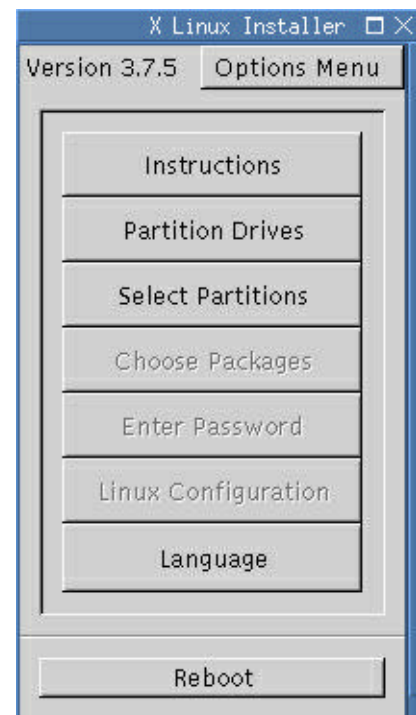 X Linux Installer
Version 3.7.5 Options Menu
Instructions
Partition Drives
Select Partitions
Choose Packages
Enter Password
Linux Configuration
Language
Reboot